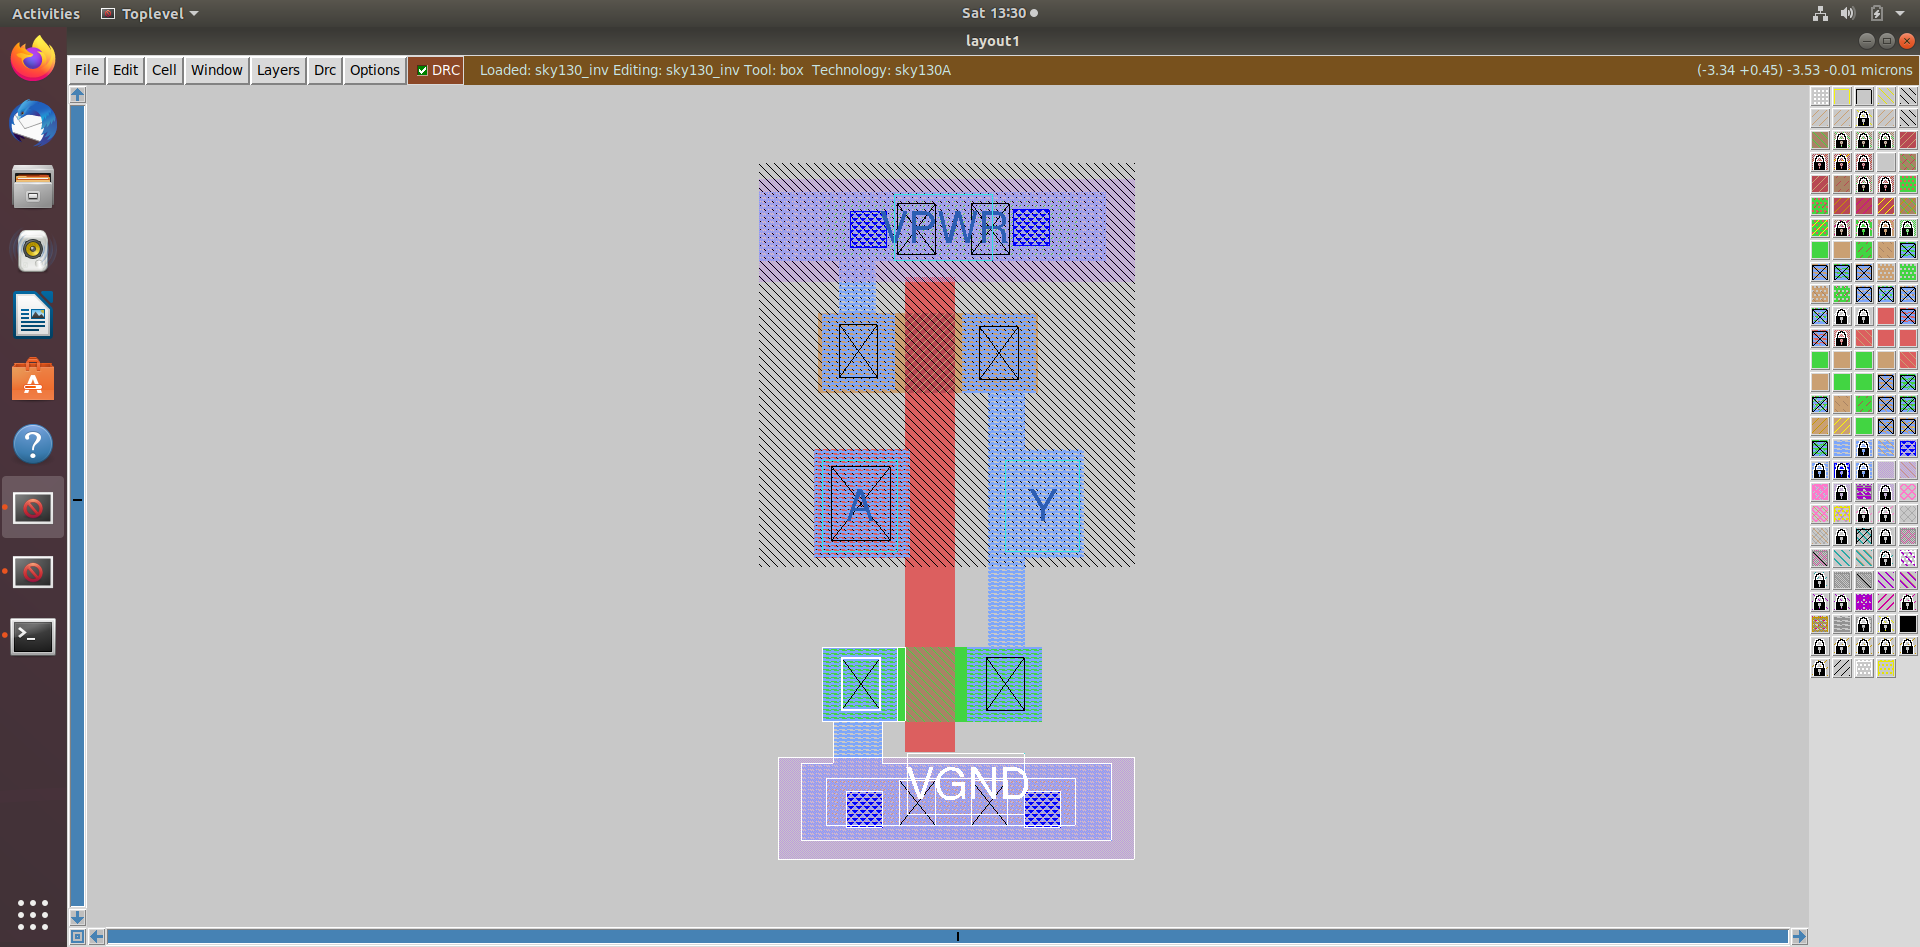 Activities Toplevel Sat 13:30
layout1
File Edit Cell Window Layers Drc Options DRC Loaded: sky130_inv Editing: sky130_inv Tool: box Technology: sky130A (-3.34 +0.45) -3.53 -0.01 microns
VPWR
A Y
VGND